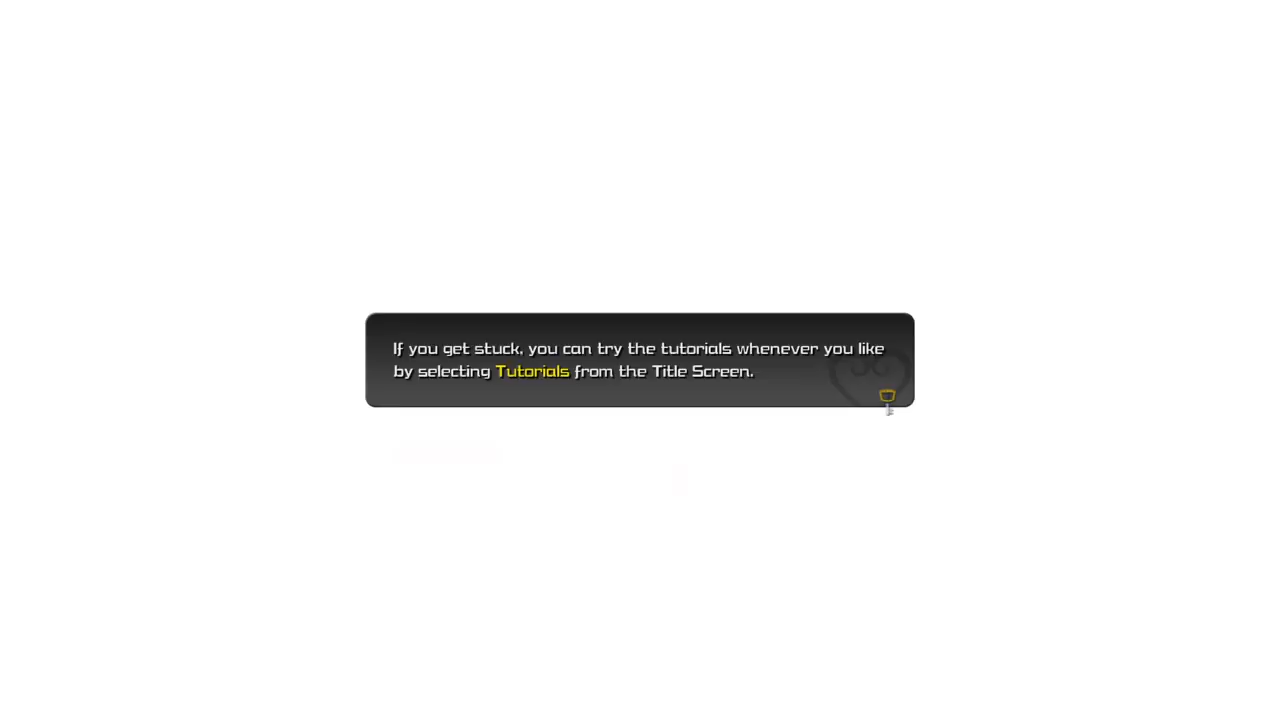 If you get stuck, you can try the tutorials whenever you like
by selecting Tutorials from the Title Screen.